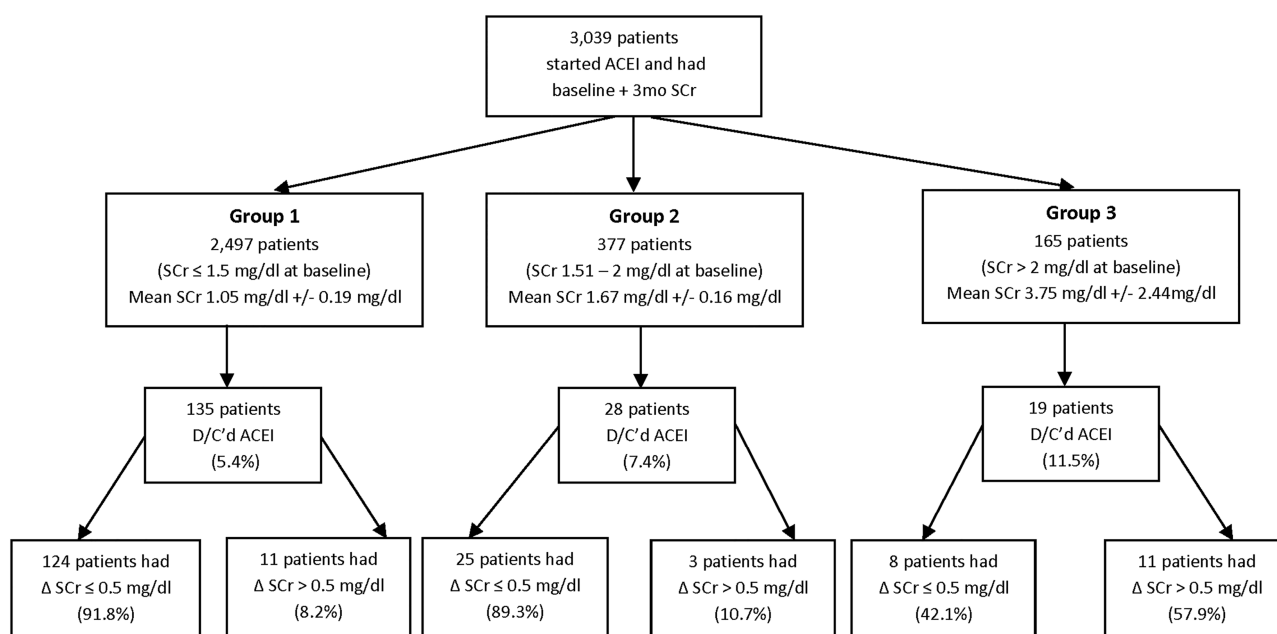 3,039 patients
started ACEI and had
baseline + 3mo SCr
Group 1
2,497 patients
(SCr ≤ 1.5 mg/dl at baseline)
Mean SCr 1.05 mg/dl +/- 0.19 mg/dl
Group 2
377 patients
(SCr 1.51 – 2 mg/dl at baseline)
Mean SCr 1.67 mg/dl +/- 0.16 mg/dl
Group 3
165 patients
(SCr > 2 mg/dl at baseline)
Mean SCr 3.75 mg/dl +/- 2.44mg/dl
135 patients
D/C'd ACEI
(5.4%)
28 patients
D/C'd ACEI
(7.4%)
19 patients
D/C'd ACEI
(11.5%)
124 patients had
Δ SCr ≤ 0.5 mg/dl
(91.8%)
11 patients had
Δ SCr > 0.5 mg/dl
(8.2%)
25 patients had
Δ SCr ≤ 0.5 mg/dl
(89.3%)
3 patients had
Δ SCr > 0.5 mg/dl
(10.7%)
8 patients had
Δ SCr ≤ 0.5 mg/dl
(42.1%)
11 patients had
Δ SCr > 0.5 mg/dl
(57.9%)